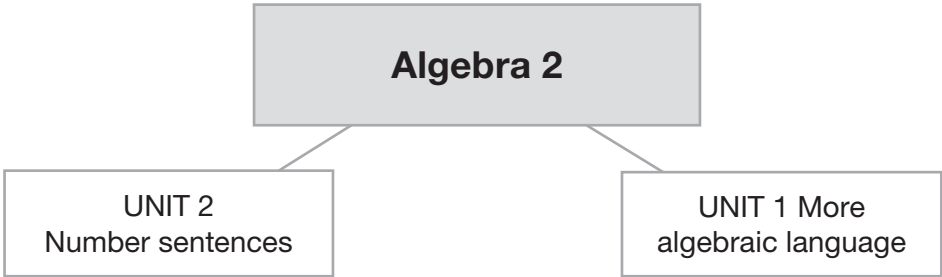 Algebra 2
UNIT 2
Number sentences
UNIT 1 More
algebraic language